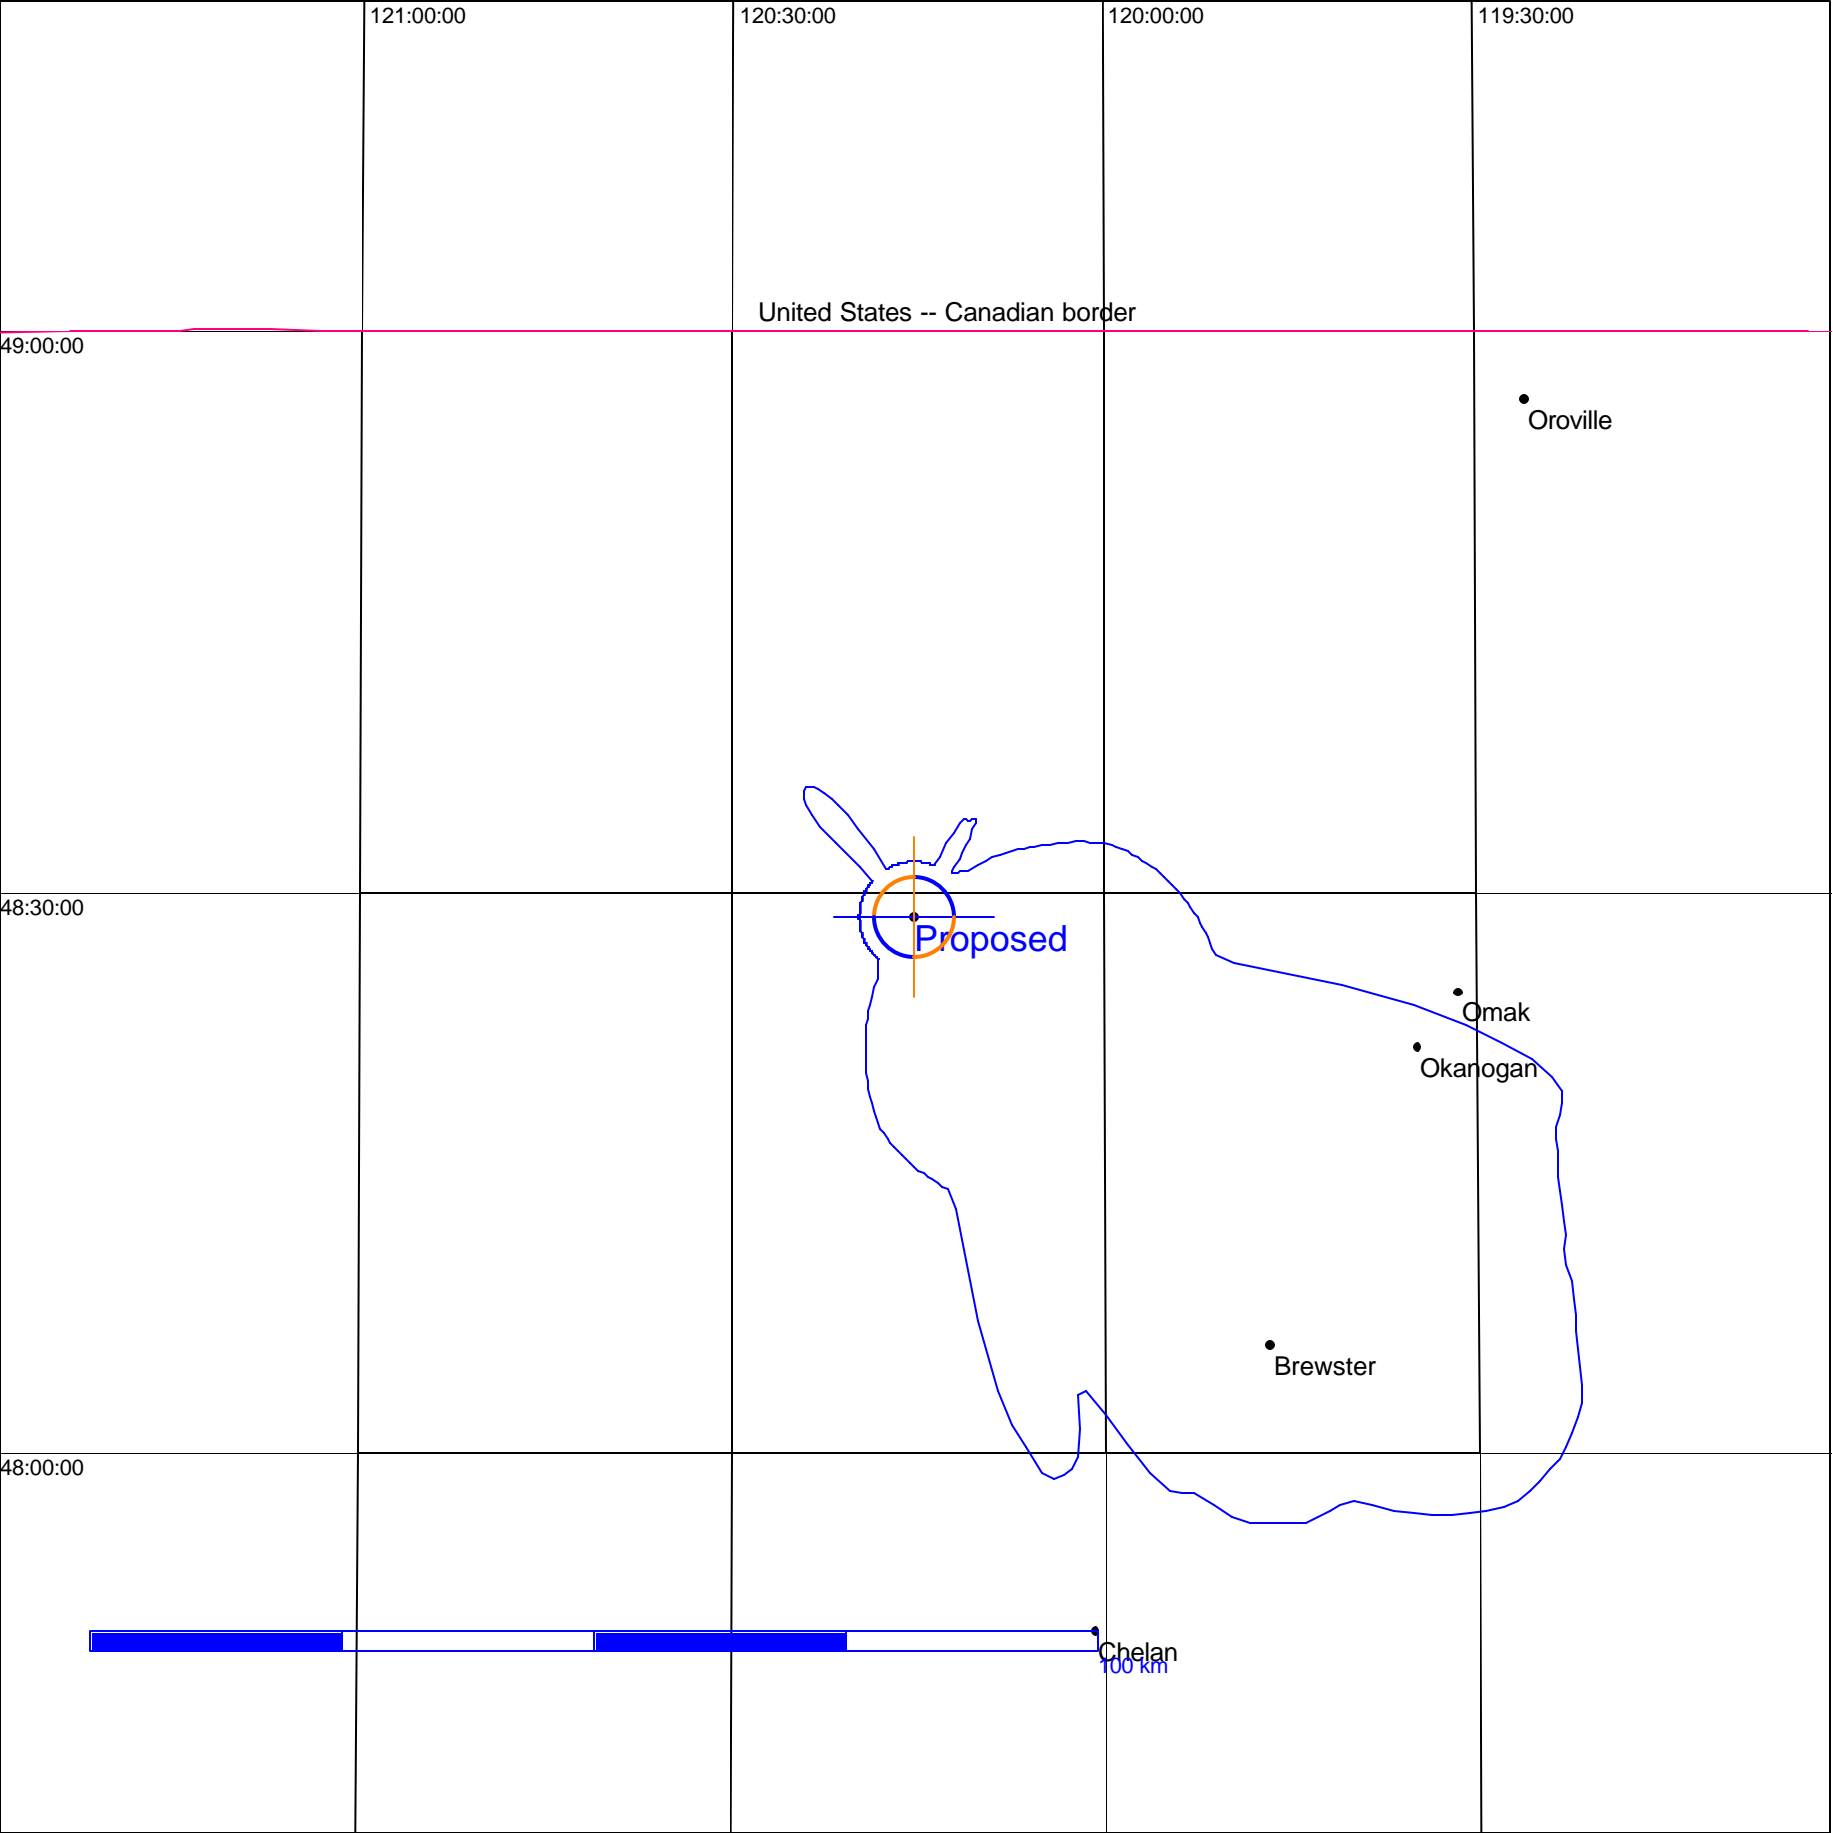 121:00:00
120:30:00
120:00:00
119:30:00
United States -- Canadian border
49:00:00
Oroville
48:30:00
Proposed
Omak
Okanogan
Brewster
48:00:00
Chelan
100 km